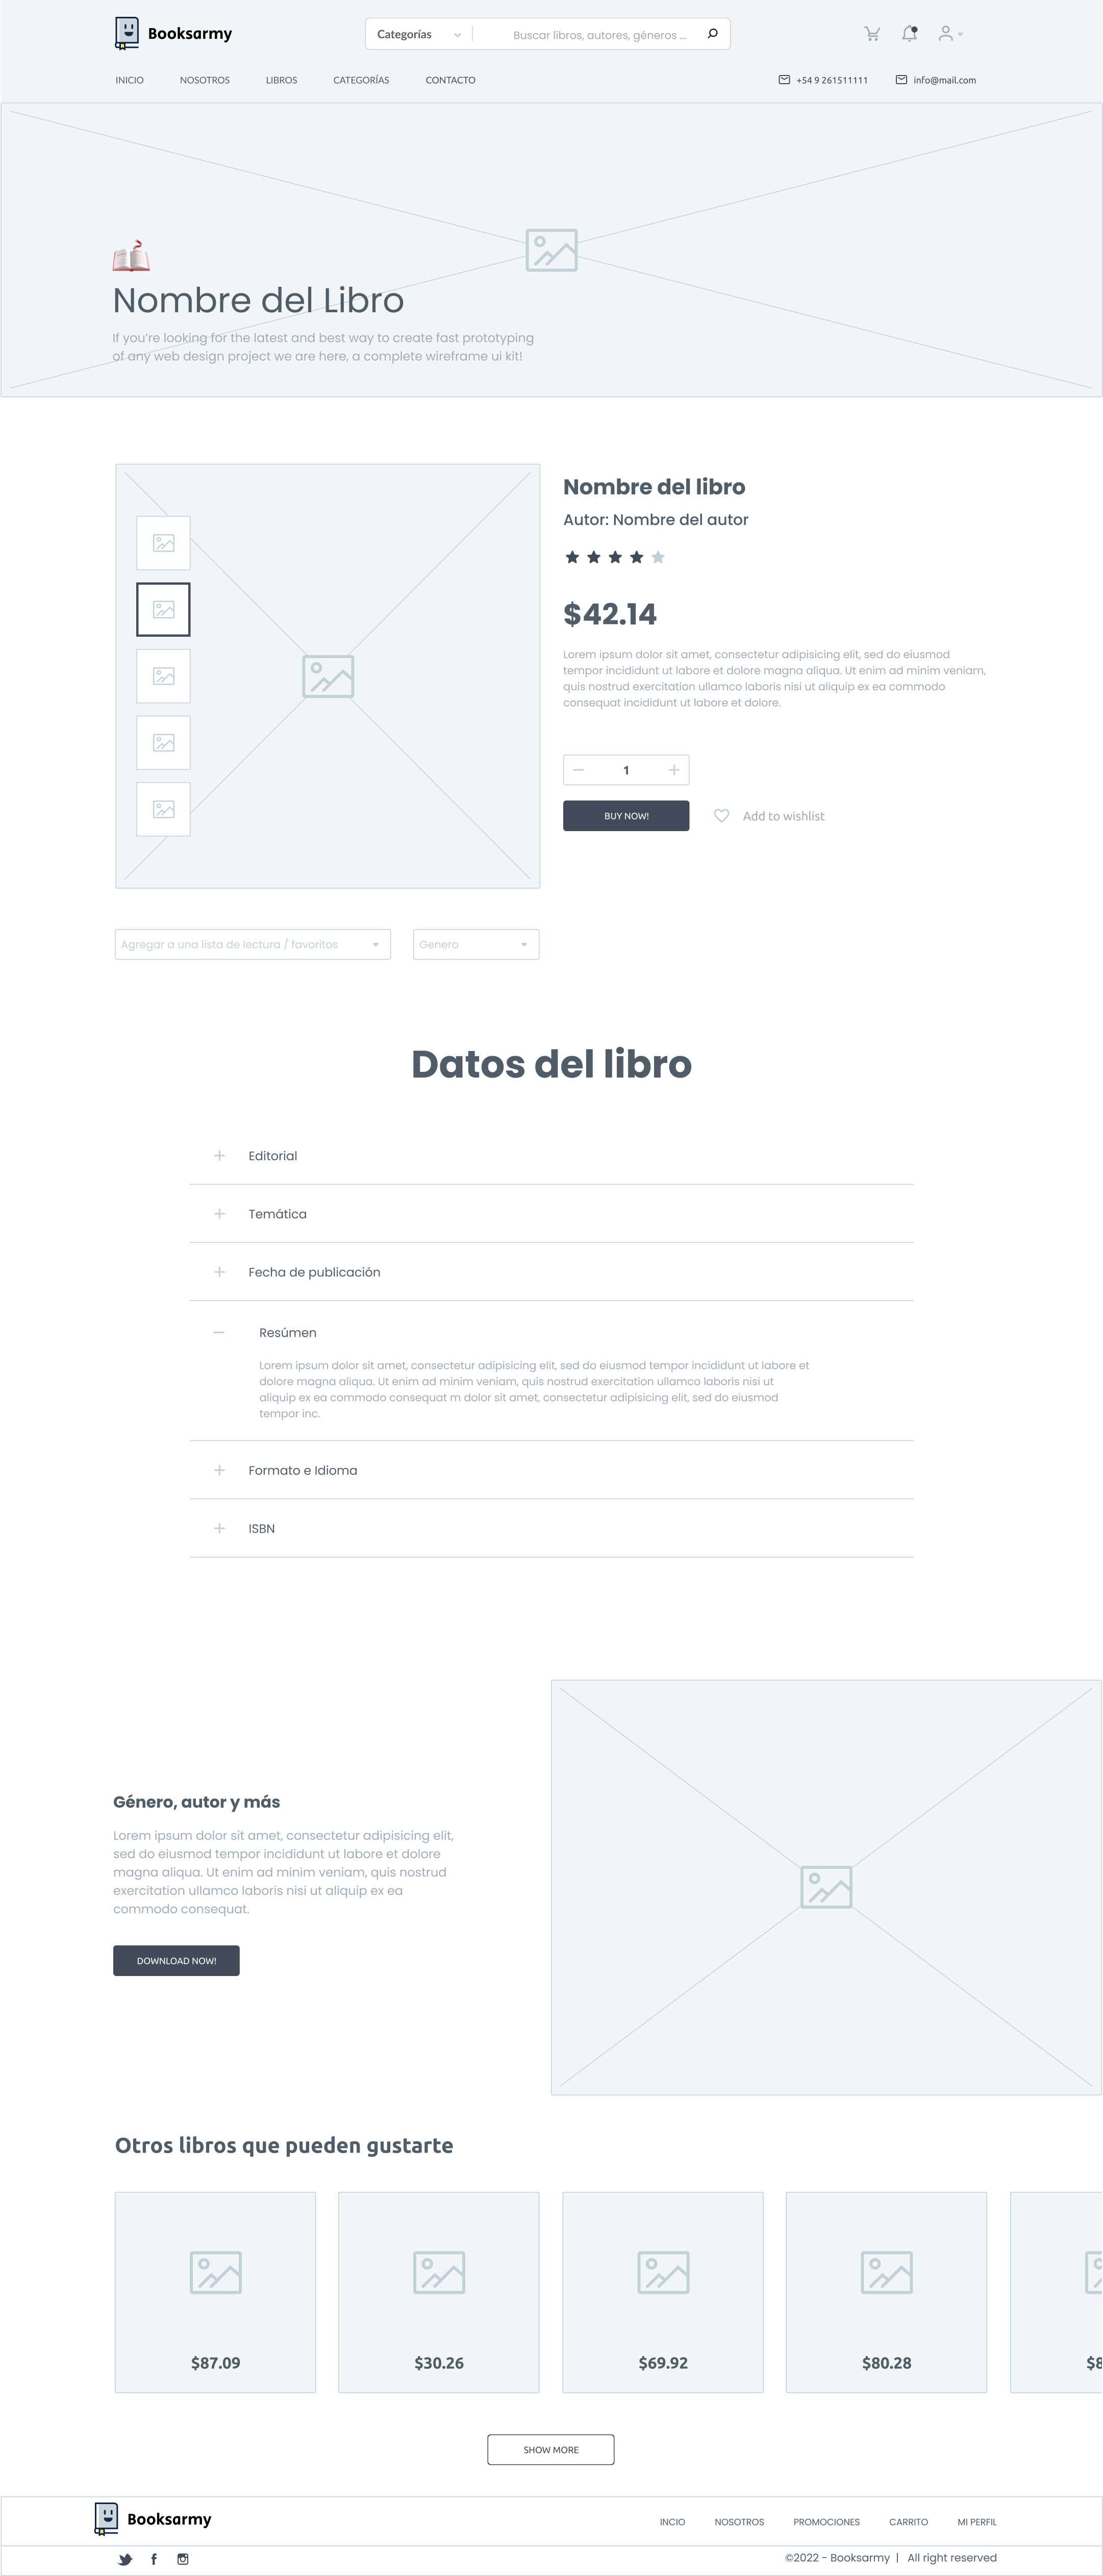 Booksarmy
Categorías
Buscar libros, autores, géneros ...
INICIO
NOSOTROS
LIBROS
CATEGORÍAS
CONTACTO
+54 9 261511111
info@mail.com
Nombre del Libro
If you're looking for the latest and best way to create fast prototyping
of any web design project we are here, a complete wireframe ui kit!
Nombre del libro
Autor: Nombre del autor
$42.14
Lorem ipsum dolor sit amet, consectetur adipisicing elit, sed do eiusmod
tempor incididunt ut labore et dolore magna aliqua. Ut enim ad minim veniam,
quis nostrud exercitation ullamco laboris nisi ut aliquip ex ea commodo
consequat incididunt ut labore et dolore.
1
BUY NOW!
Add to wishlist
Agregar a una lista de lectura / favoritos
Genero
Datos del libro
Editorial
Temática
Fecha de publicación
Resúmen
Lorem ipsum dolor sit amet, consectetur adipisicing elit, sed do eiusmod tempor incididunt ut labore et
dolore magna aliqua. Ut enim ad minim veniam, quis nostrud exercitation ullamco laboris nisi ut
aliquip ex ea commodo consequat m dolor sit amet, consectetur adipisicing elit, sed do eiusmod
tempor inc.
Formato e Idioma
ISBN
Género, autor y más
Lorem ipsum dolor sit amet, consectetur adipisicing elit,
sed do eiusmod tempor incididunt ut labore et dolore
magna aliqua. Ut enim ad minim veniam, quis nostrud
exercitation ullamco laboris nisi ut aliquip ex ea
commodo consequat.
DOWNLOAD NOW!
Otros libros que pueden gustarte
$87.09
$30.26
$69.92
$80.28
$8
SHOW MORE
Booksarmy
INCIO
NOSOTROS
PROMOCIONES
CARRITO
MI PERFIL
©2022 - Booksarmy | All right reserved